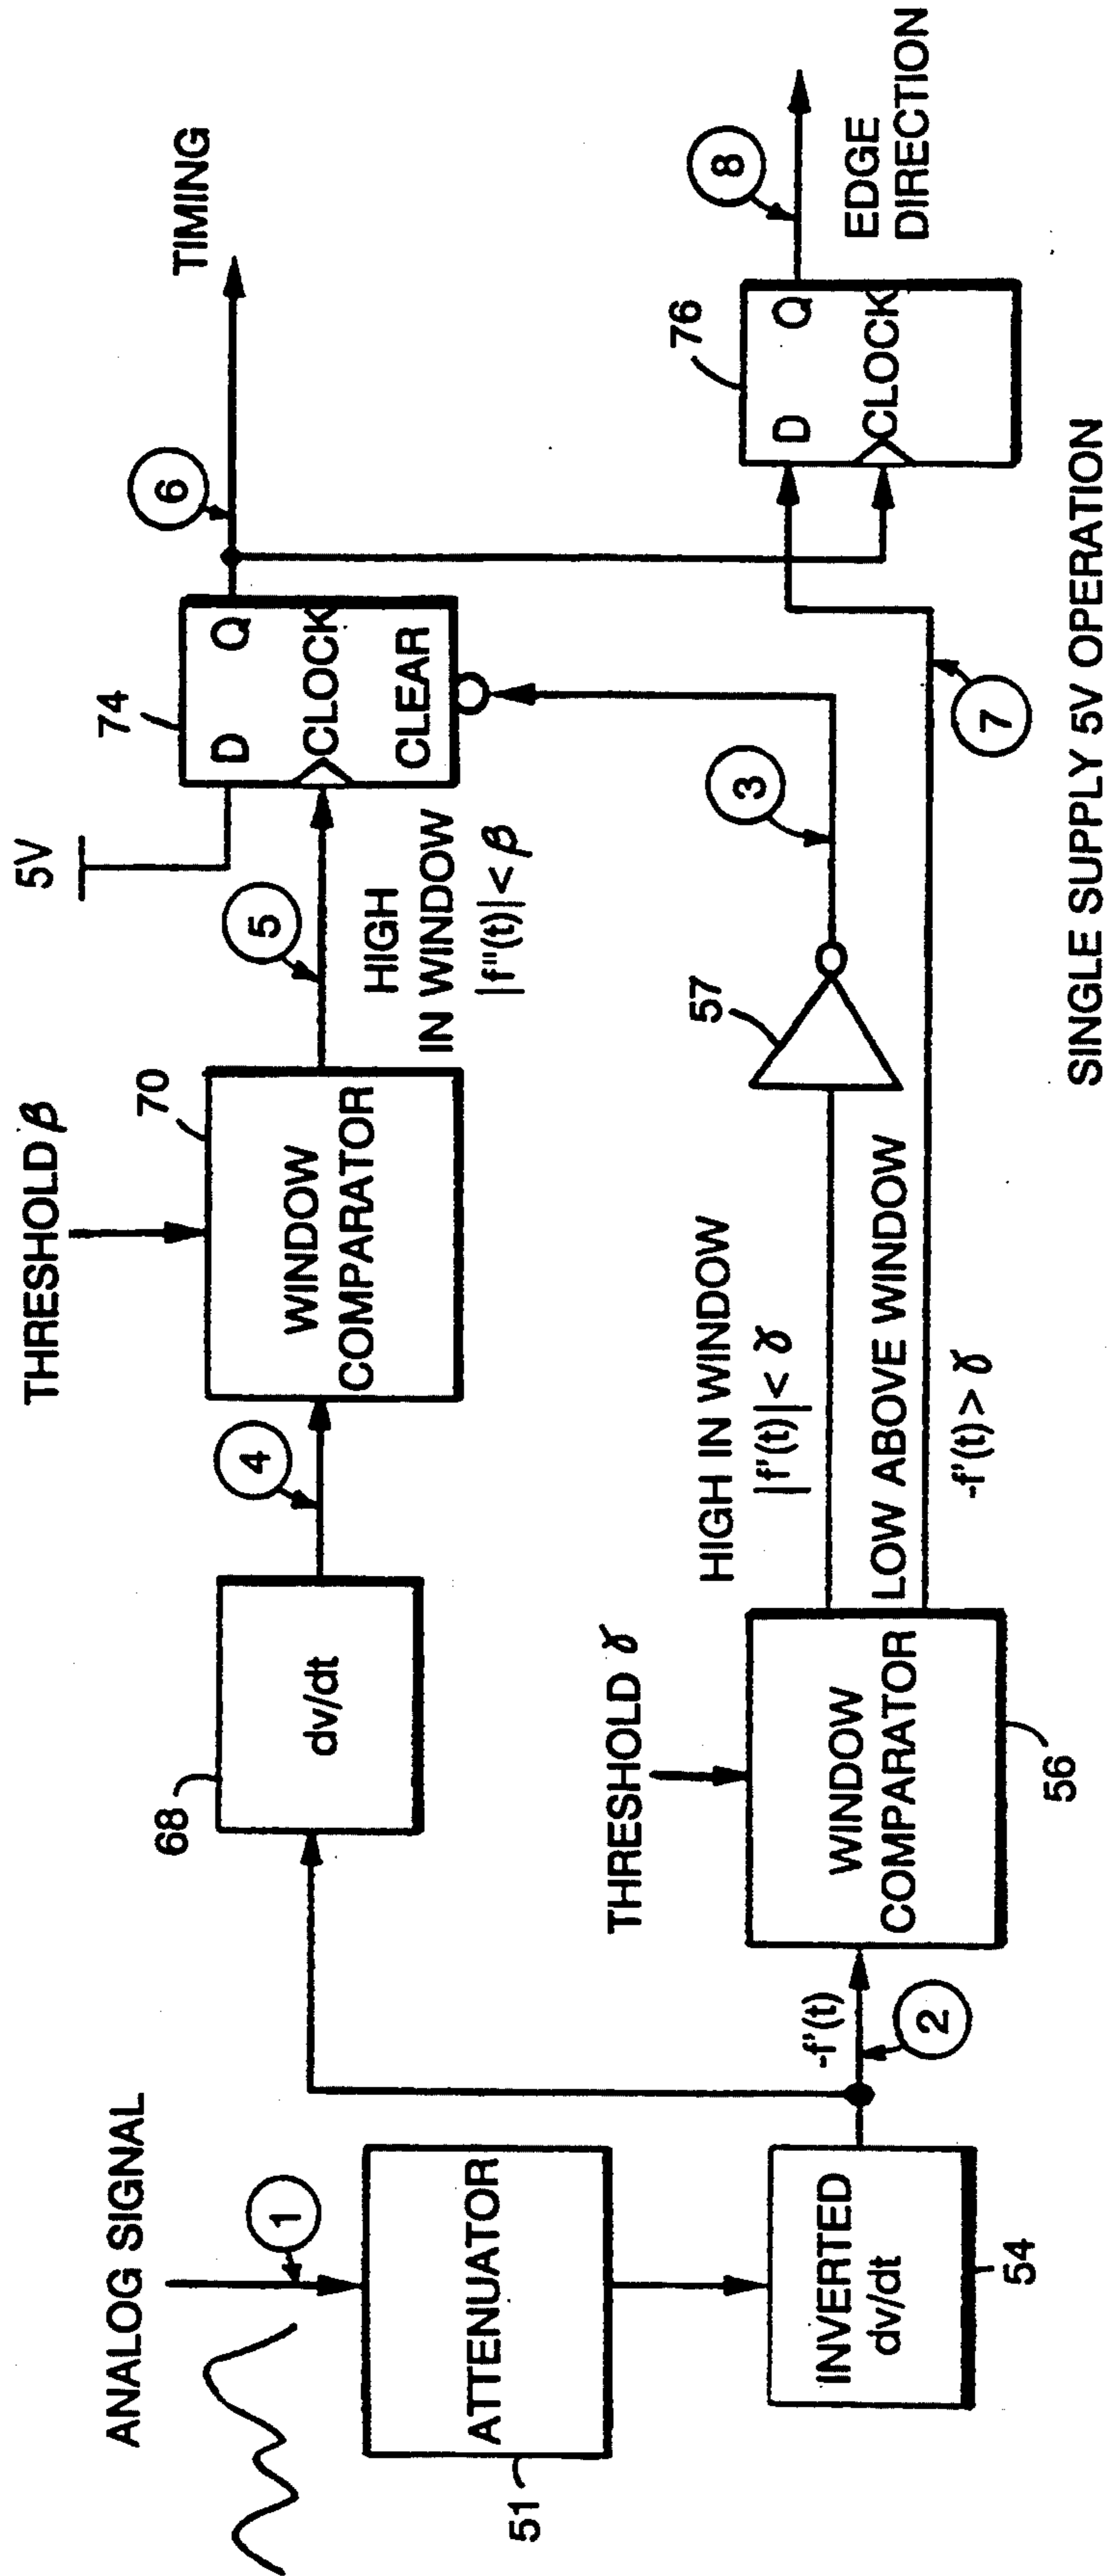 ANALOG SIGNAL
1
ATTENUATOR
51
INVERTED
dv/dt
54
-f'(t)
2
68
dv/dt
4
THRESHOLD β
70
WINDOW
COMPARATOR
5
HIGH
IN WINDOW
|f''(t)|< β
5V
74
D Q
CLOCK
CLEAR
6
TIMING
THRESHOLD γ
WINDOW
COMPARATOR
56
HIGH IN WINDOW
|f'(t)|< γ
LOW ABOVE WINDOW
-f'(t)> γ
57
3
7
76
D Q
CLOCK
8
EDGE
DIRECTION
SINGLE SUPPLY 5V OPERATION